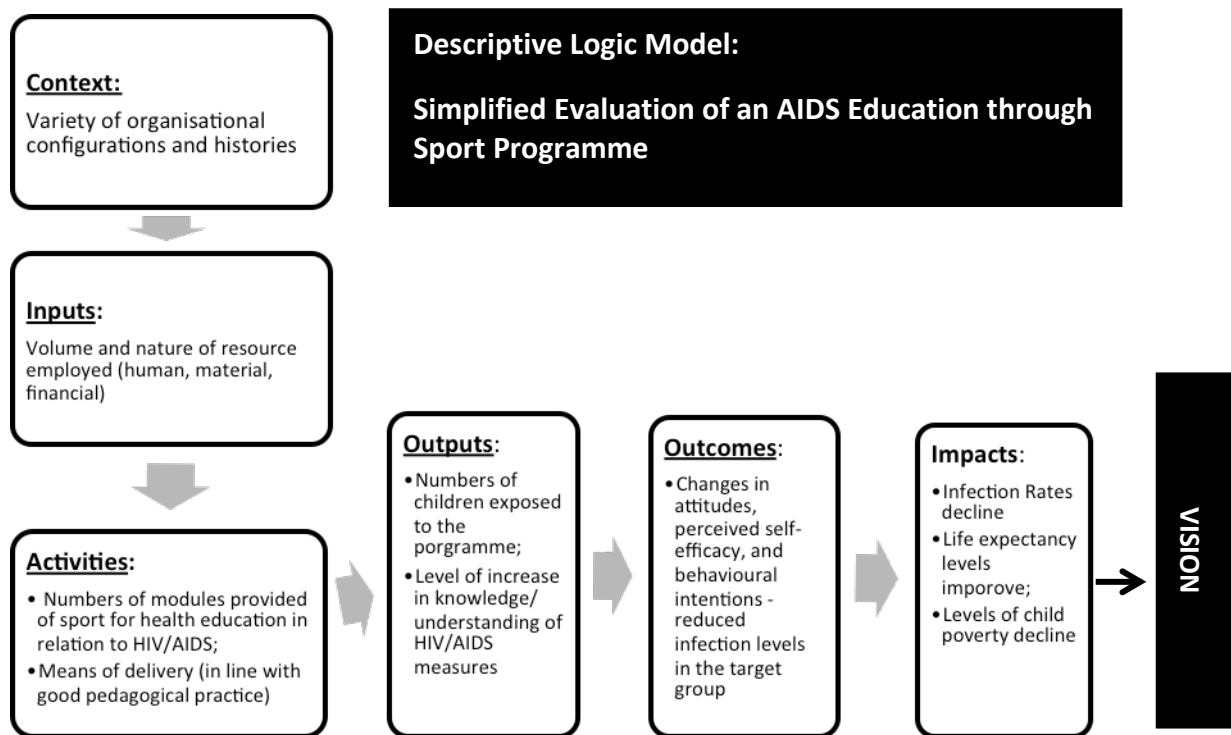 Descriptive Logic Model:
Simplified Evaluation of an AIDS Education through
Sport Programme
Context:
Variety of organisational
configurations and histories
Inputs:
Volume and nature of resource
employed (human, material,
financial)
Activities:
• Numbers of modules provided
of sport for health education in
relation to HIV/AIDS;
• Means of delivery (in line with
good pedagogical practice)
Outputs:
• Numbers of
children exposed
to the
porgramme;
• Level of increase
in knowledge/
understanding of
HIV/AIDS
measures
Outcomes:
• Changes in
attitudes,
perceived self-
efficacy, and
behavioural
intentions -
reduced
infection levels
in the target
group
Impacts:
• Infection Rates
decline
• Life expectancy
levels
imporove;
• Levels of child
poverty decline
VISION